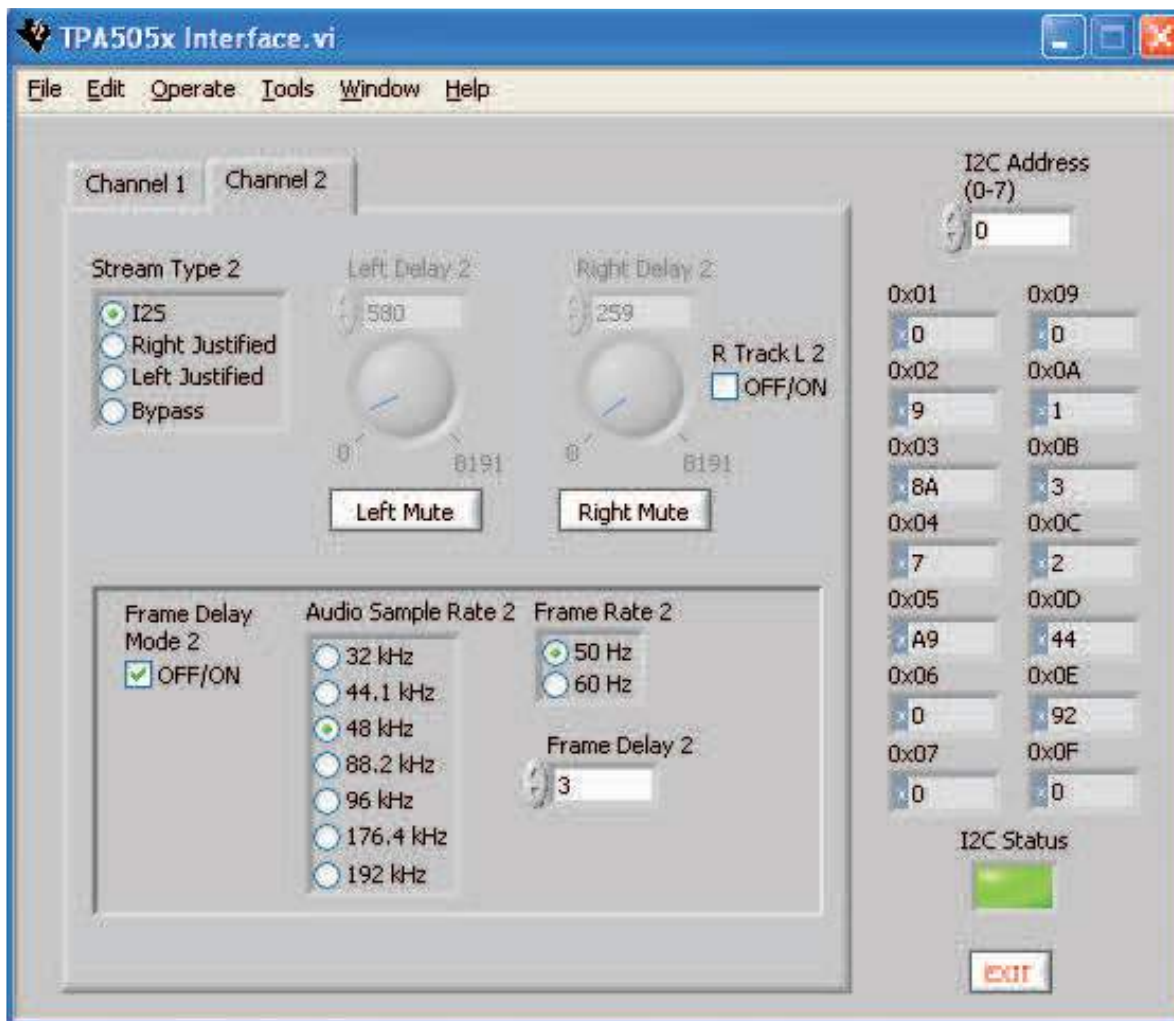 TPA505x Interface.vi
File Edit Operate Tools Window Help
Channel 1
Channel 2
Stream Type 2
I2S
Right Justified
Left Justified
Bypass
Left Delay 2
580
0
8191
Left Mute
Right Delay 2
259
0
8191
Right Mute
R Track L 2
OFF/ON
Frame Delay
Mode 2
OFF/ON
Audio Sample Rate 2
32 kHz
44.1 kHz
48 kHz
88.2 kHz
96 kHz
176.4 kHz
192 kHz
Frame Rate 2
50 Hz
60 Hz
Frame Delay 2
3
I2C Address
(0-7)
0
0x01 0x09
x 0 x 0
0x02 0x0A
x 9 x 1
0x03 0x0B
x 8A x 3
0x04 0x0C
x 7 x 2
0x05 0x0D
x A9 x 44
0x06 0x0E
x 0 x 92
0x07 0x0F
x 0 x 0
I2C Status
EXIT